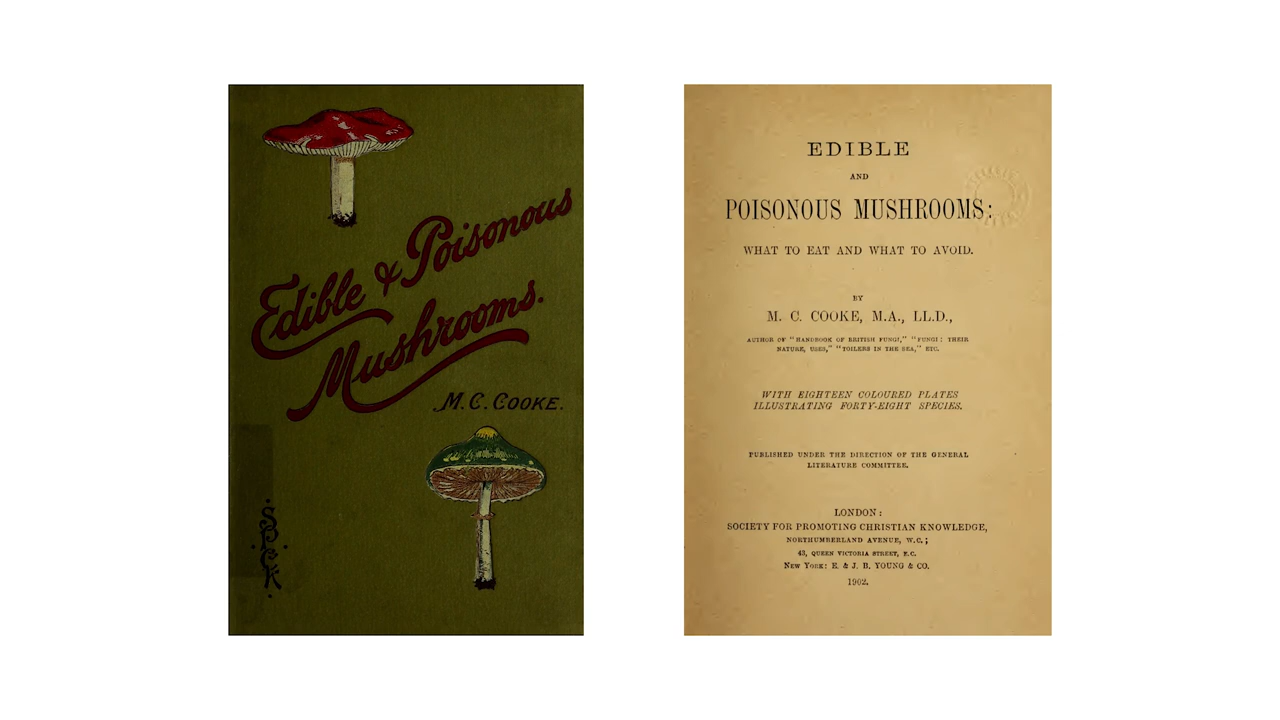 Edible & Poisonous
Mushrooms.
M. C. COOKE.
S
P
C
K
EDIBLE
AND
POISONOUS MUSHROOMS:
WHAT TO EAT AND WHAT TO AVOID.
BY
M. C. COOKE, M.A., LL.D.,
AUTHOR OF "HANDBOOK OF BRITISH FUNGI," "FUNGI: THEIR
NATURE, USES," "TOILERS IN THE SEA," ETC.
WITH EIGHTEEN COLOURED PLATES
ILLUSTRATING FORTY-EIGHT SPECIES.
PUBLISHED UNDER THE DIRECTION OF THE GENERAL
LITERATURE COMMITTEE.
LONDON:
SOCIETY FOR PROMOTING CHRISTIAN KNOWLEDGE,
NORTHUMBERLAND AVENUE, W.C.;
43, QUEEN VICTORIA STREET, E.C.
NEW YORK: E. & J. B. YOUNG & CO.
1902.